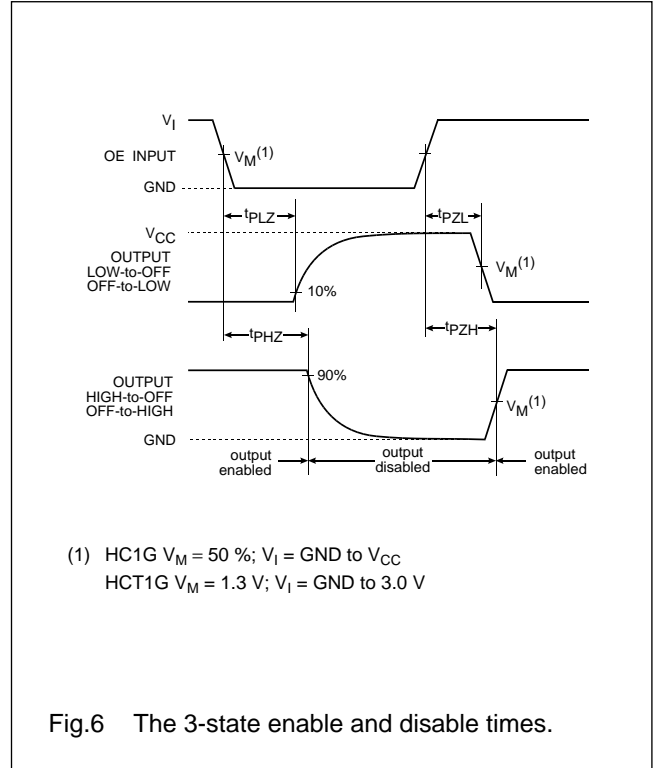 V_I
OE INPUT
V_M(1)
GND
t_PLZ
t_PZL
V_CC
OUTPUT
LOW-to-OFF
OFF-to-LOW
V_M(1)
10%
t_PHZ
t_PZH
90%
OUTPUT
HIGH-to-OFF
OFF-to-HIGH
V_M(1)
GND
output
enabled
output
disabled
output
enabled
(1) HC1G V_M = 50 %; V_I = GND to V_CC
HCT1G V_M = 1.3 V; V_I = GND to 3.0 V
Fig.6 The 3-state enable and disable times.